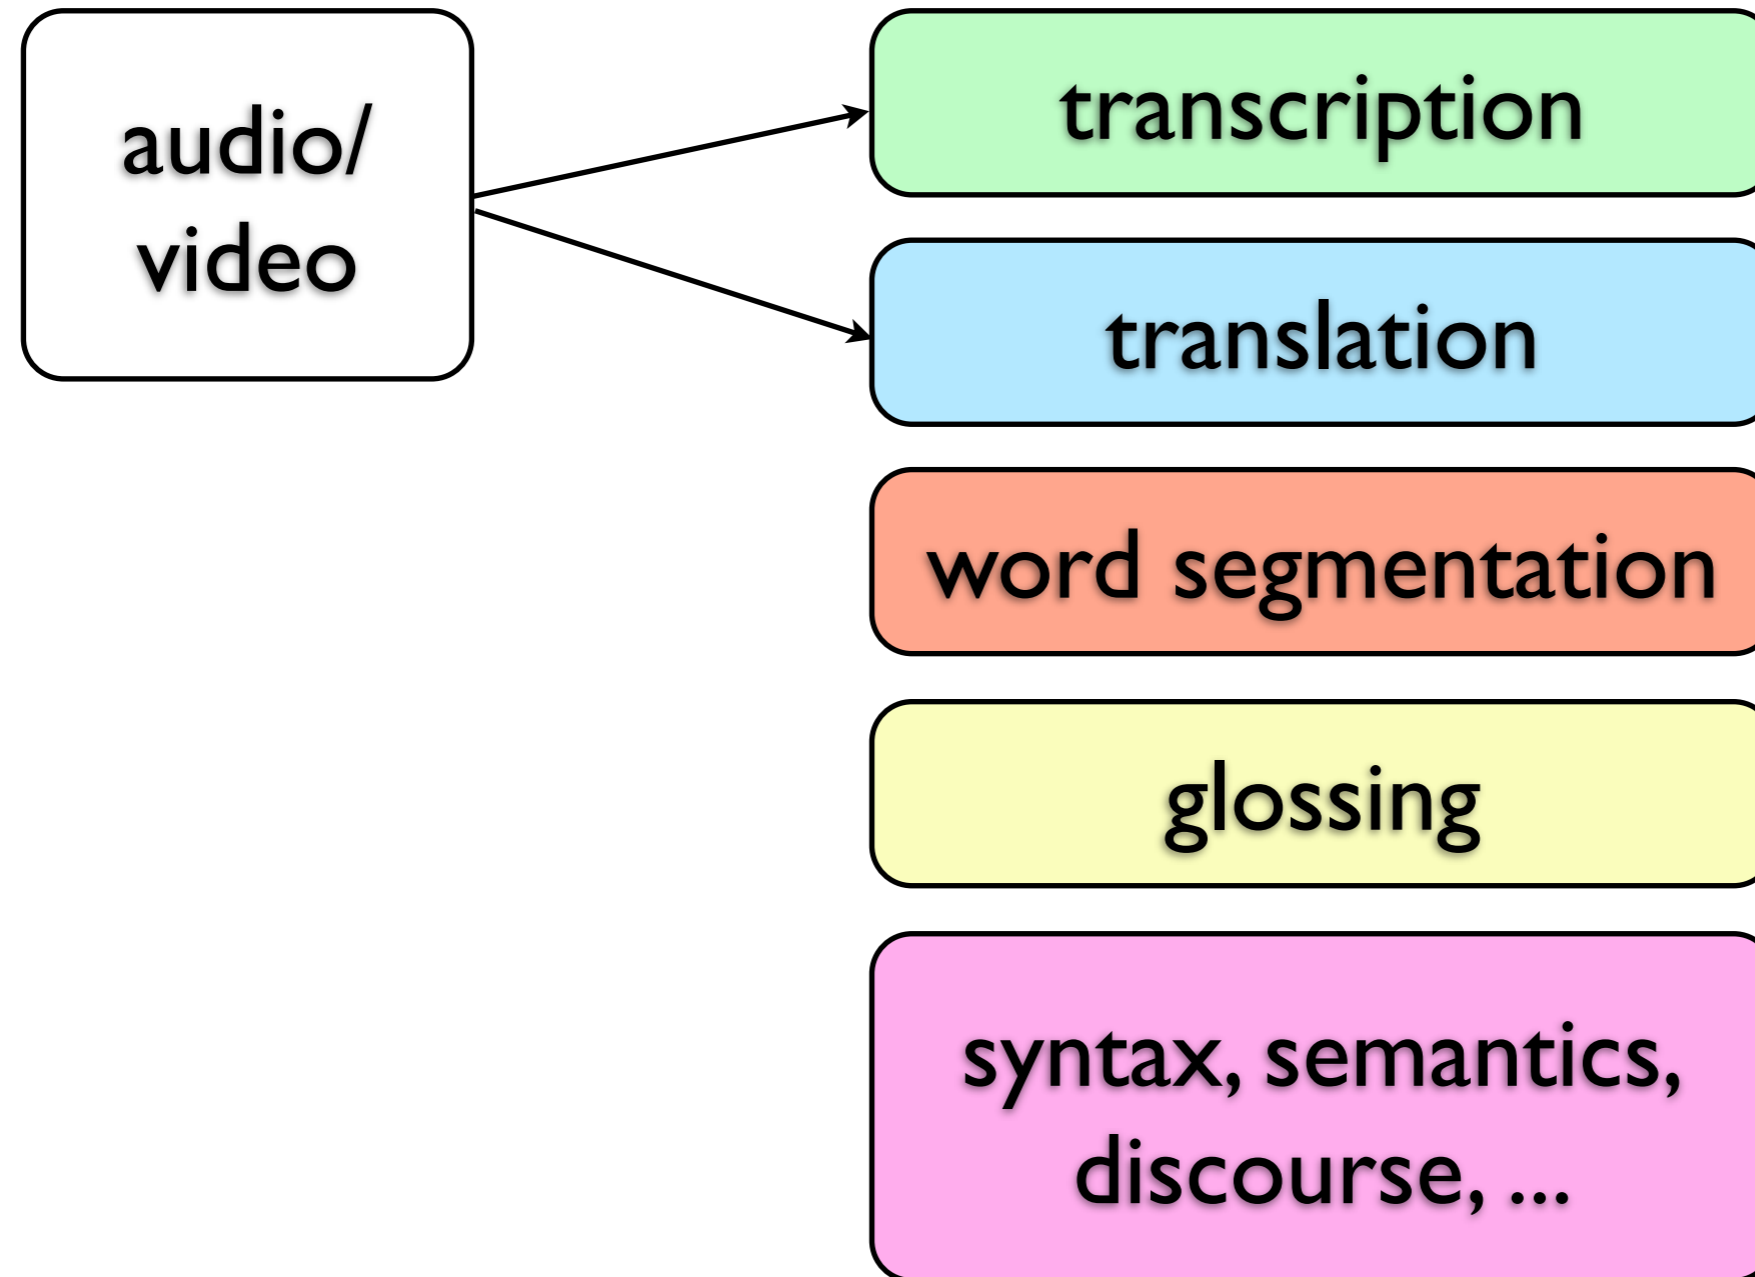 audio/
video
transcription
translation
word segmentation
glossing
syntax, semantics,
discourse, ...